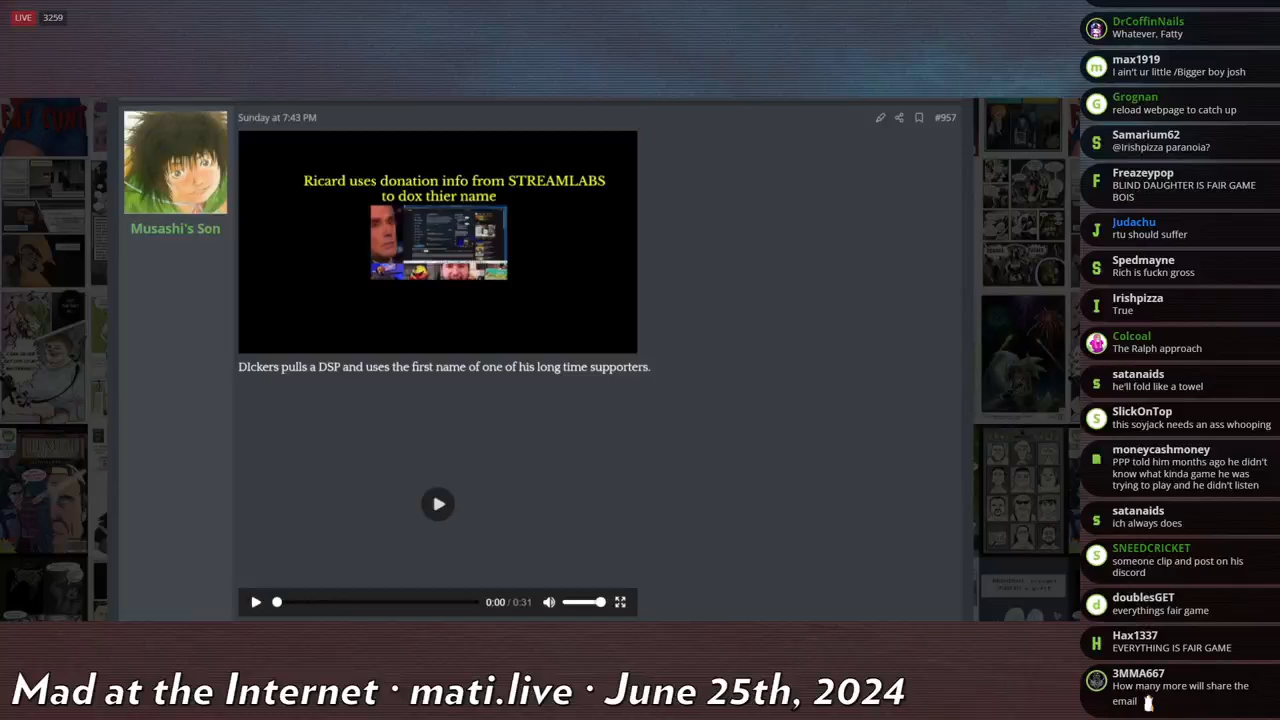 LIVE 3259
Sunday at 7:43 PM
#957
Ricard uses donation info from STREAMLABS
to dox thier name
Musashi's Son
DIckers pulls a DSP and uses the first name of one of his long time supporters.
0:00 / 0:31
Mad at the Internet · mati.live · June 25th, 2024
DrCoffinNails
Whatever, Fatty
max1919
I ain't ur little /Bigger boy josh
Grognan
reload webpage to catch up
Samarium62
@Irishpizza paranoia?
Freazeypop
BLIND DAUGHTER IS FAIR GAME
BOIS
Judachu
rtu should suffer
Spedmayne
Rich is fuckn gross
Irishpizza
True
Colcoal
The Ralph approach
satanaids
he'll fold like a towel
SlickOnTop
this soyjack needs an ass whooping
moneycashmoney
PPP told him months ago he didn't
know what kinda game he was
trying to play and he didn't listen
satanaids
ich always does
SNEEDCRICKET
someone clip and post on his
discord
doublesGET
everythings fair game
Hax1337
EVERYTHING IS FAIR GAME
3MMA667
How many more will share the
email